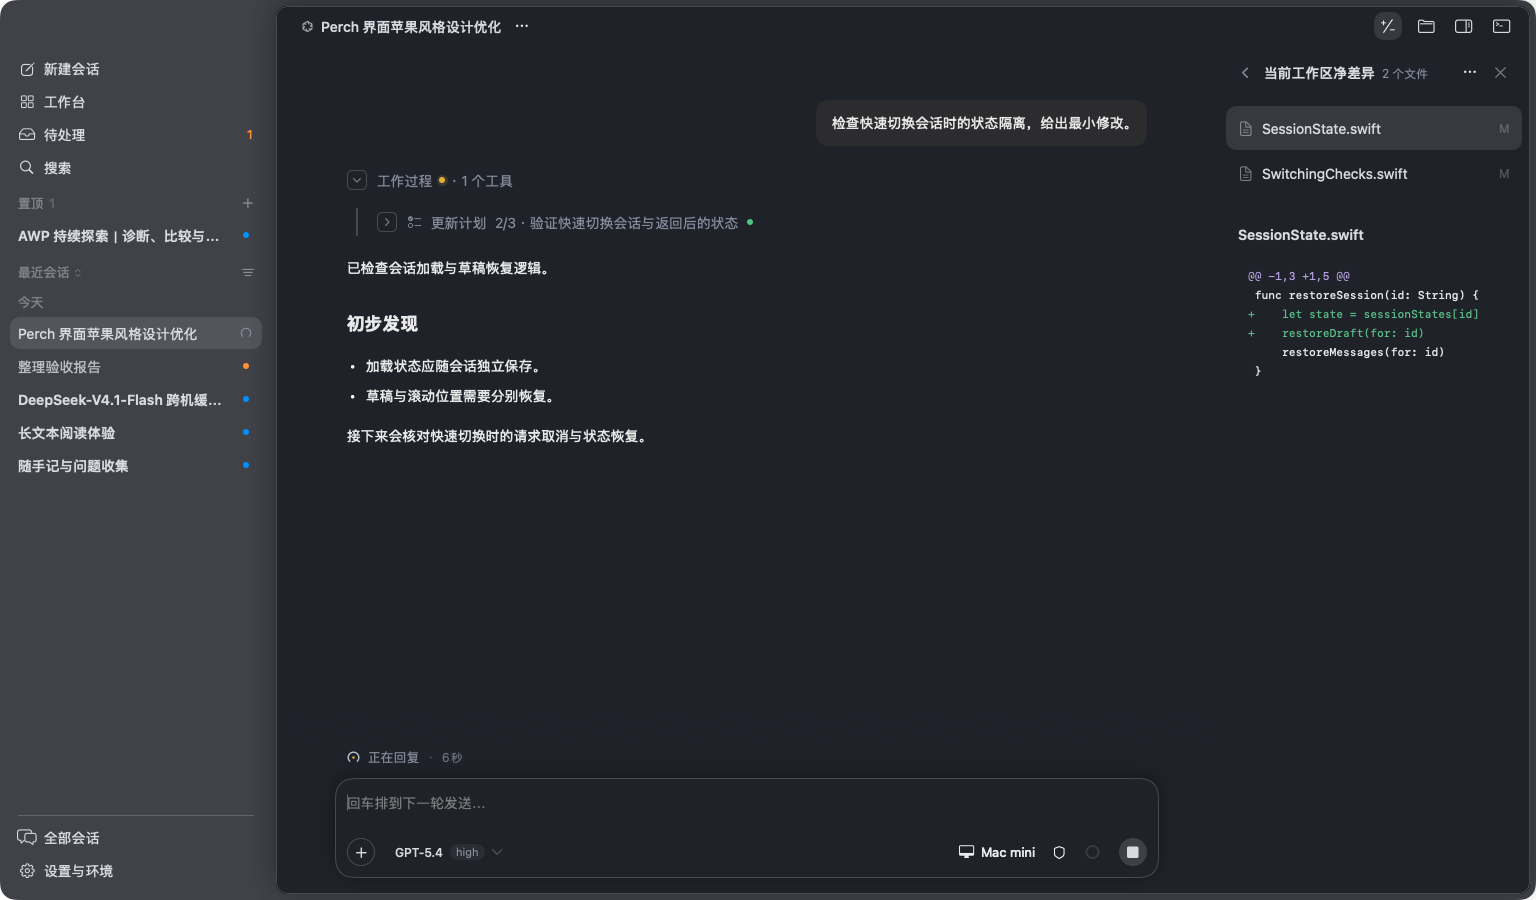 新建会话
工作台
待处理 1
搜索
置顶 1
AWP 持续探索 | 诊断、比较与...
最近会话
今天
Perch 界面苹果风格设计优化
整理验收报告
DeepSeek-V4.1-Flash 跨机缓...
长文本阅读体验
随手记与问题收集
全部会话
设置与环境
Perch 界面苹果风格设计优化
检查快速切换会话时的状态隔离，给出最小修改。
工作过程 · 1 个工具
更新计划 2/3 · 验证快速切换会话与返回后的状态
已检查会话加载与草稿恢复逻辑。
初步发现
• 加载状态应随会话独立保存。
• 草稿与滚动位置需要分别恢复。
接下来会核对快速切换时的请求取消与状态恢复。
正在回复 · 6秒
回车排到下一轮发送...
GPT-5.4 high
Mac mini
当前工作区净差异 2 个文件
SessionState.swift M
SwitchingChecks.swift M
SessionState.swift
@@ -1,3 +1,5 @@
func restoreSession(id: String) {
+ let state = sessionStates[id]
+ restoreDraft(for: id)
restoreMessages(for: id)
}